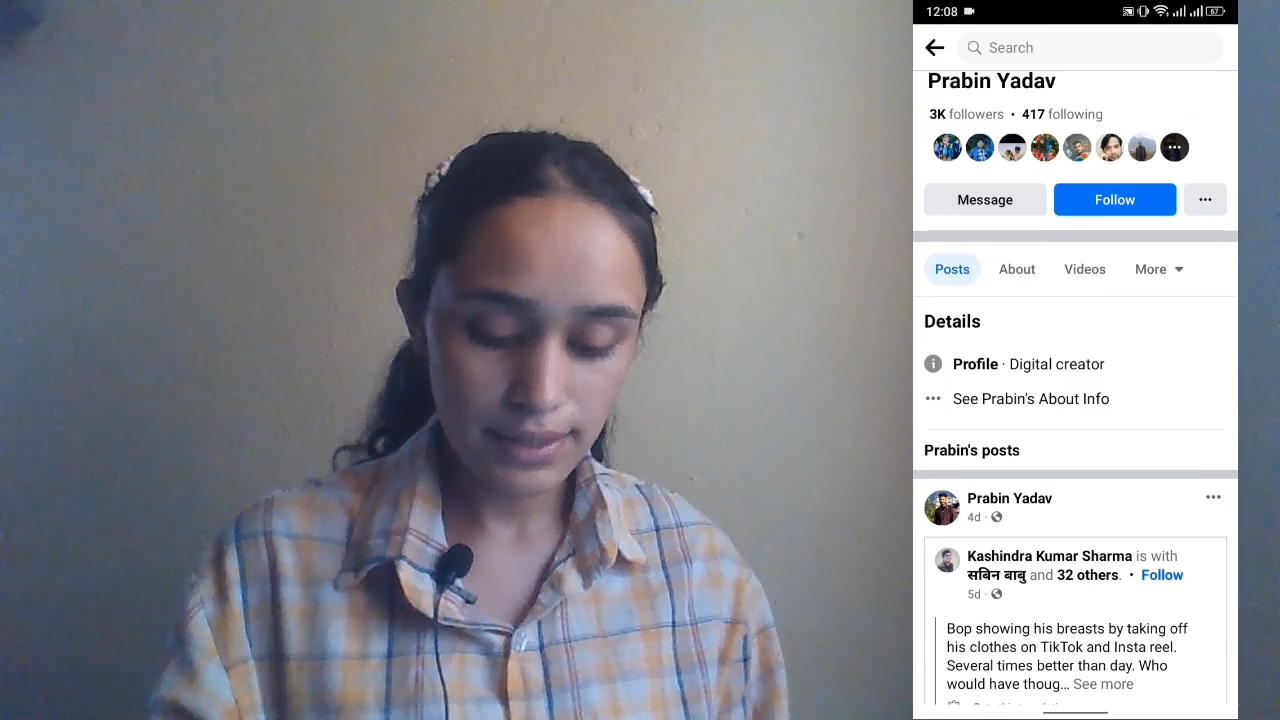 12:08
67
Search
Prabin Yadav
3K followers • 417 following
Message
Follow
Posts
About
Videos
More
Details
Profile · Digital creator
See Prabin's About Info
Prabin's posts
Prabin Yadav
4d ·
Kashindra Kumar Sharma is with
सबिन बाबु and 32 others. • Follow
5d ·
Bop showing his breasts by taking off
his clothes on TikTok and Insta reel.
Several times better than day. Who
would have thoug... See more